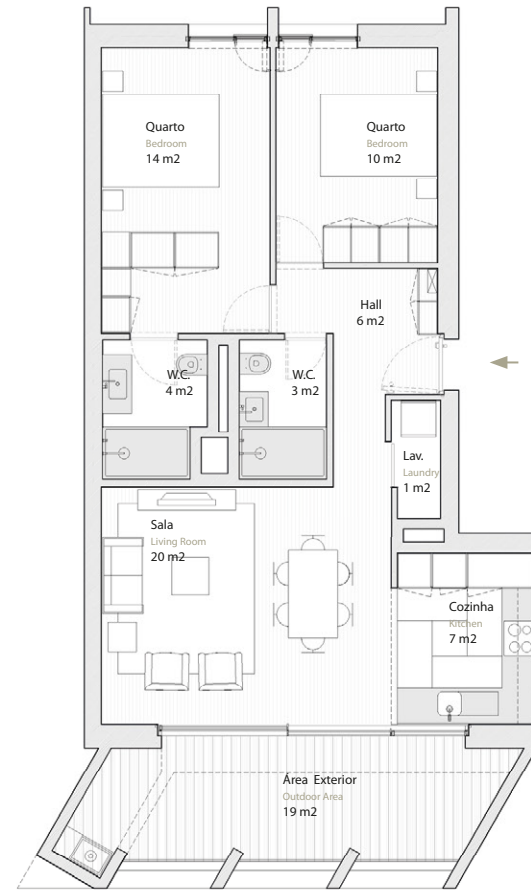 Quarto
Bedroom
14 m2
Quarto
Bedroom
10 m2
Hall
6 m2
W.C.
4 m2
W.C.
3 m2
Lav.
Laundry
1 m2
Sala
Living Room
20 m2
Cozinha
Kitchen
7 m2
Área Exterior
Outdoor Area
19 m2